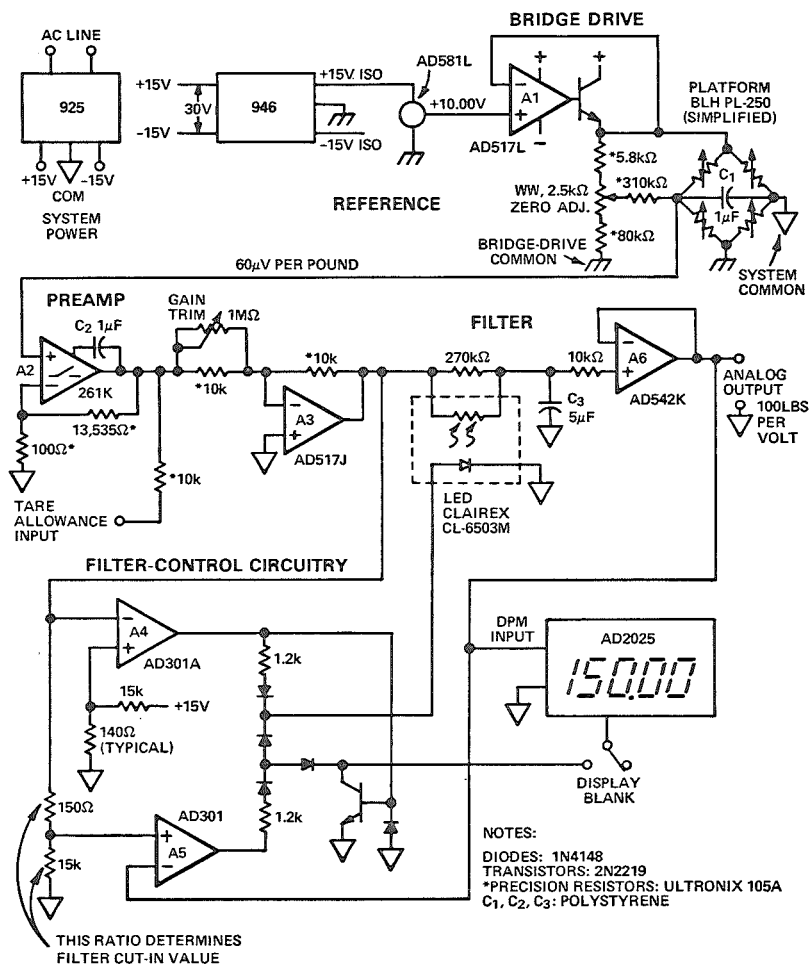 BRIDGE DRIVE
AC LINE
925
+15V
-15V
COM
SYSTEM
POWER
+15V
30V
-15V
946
+15V ISO
-15V ISO
AD581L
+10.00V
REFERENCE
A1
-
+
+
-
+
AD517L
*5.8kΩ
WW, 2.5kΩ
ZERO ADJ.
*310kΩ
*80kΩ
BRIDGE-DRIVE
COMMON
PLATFORM
BLH PL-250
(SIMPLIFIED)
C1
1μF
SYSTEM
COMMON
60μV PER POUND
PREAMP
C2 1μF
A2
+
-
261K
13,535Ω*
100Ω*
TARE
ALLOWANCE
INPUT
*10k
GAIN
TRIM
1MΩ
*10k
*10k
-
A3
+
AD517J
FILTER
270kΩ
C3
5μF
10kΩ
-
A6
+
AD542K
ANALOG
OUTPUT
100LBS
PER
VOLT
LED
CLAIREX
CL-6503M
FILTER-CONTROL CIRCUITRY
-
A4
+
AD301A
15k
+15V
140Ω
(TYPICAL)
1.2k
1.2k
150Ω
15k
AD301
+
A5
-
DPM
INPUT
AD2025
150.00
DISPLAY
BLANK
NOTES:
DIODES: 1N4148
TRANSISTORS: 2N2219
*PRECISION RESISTORS: ULTRONIX 105A
C1, C2, C3: POLYSTYRENE
THIS RATIO DETERMINES
FILTER CUT-IN VALUE